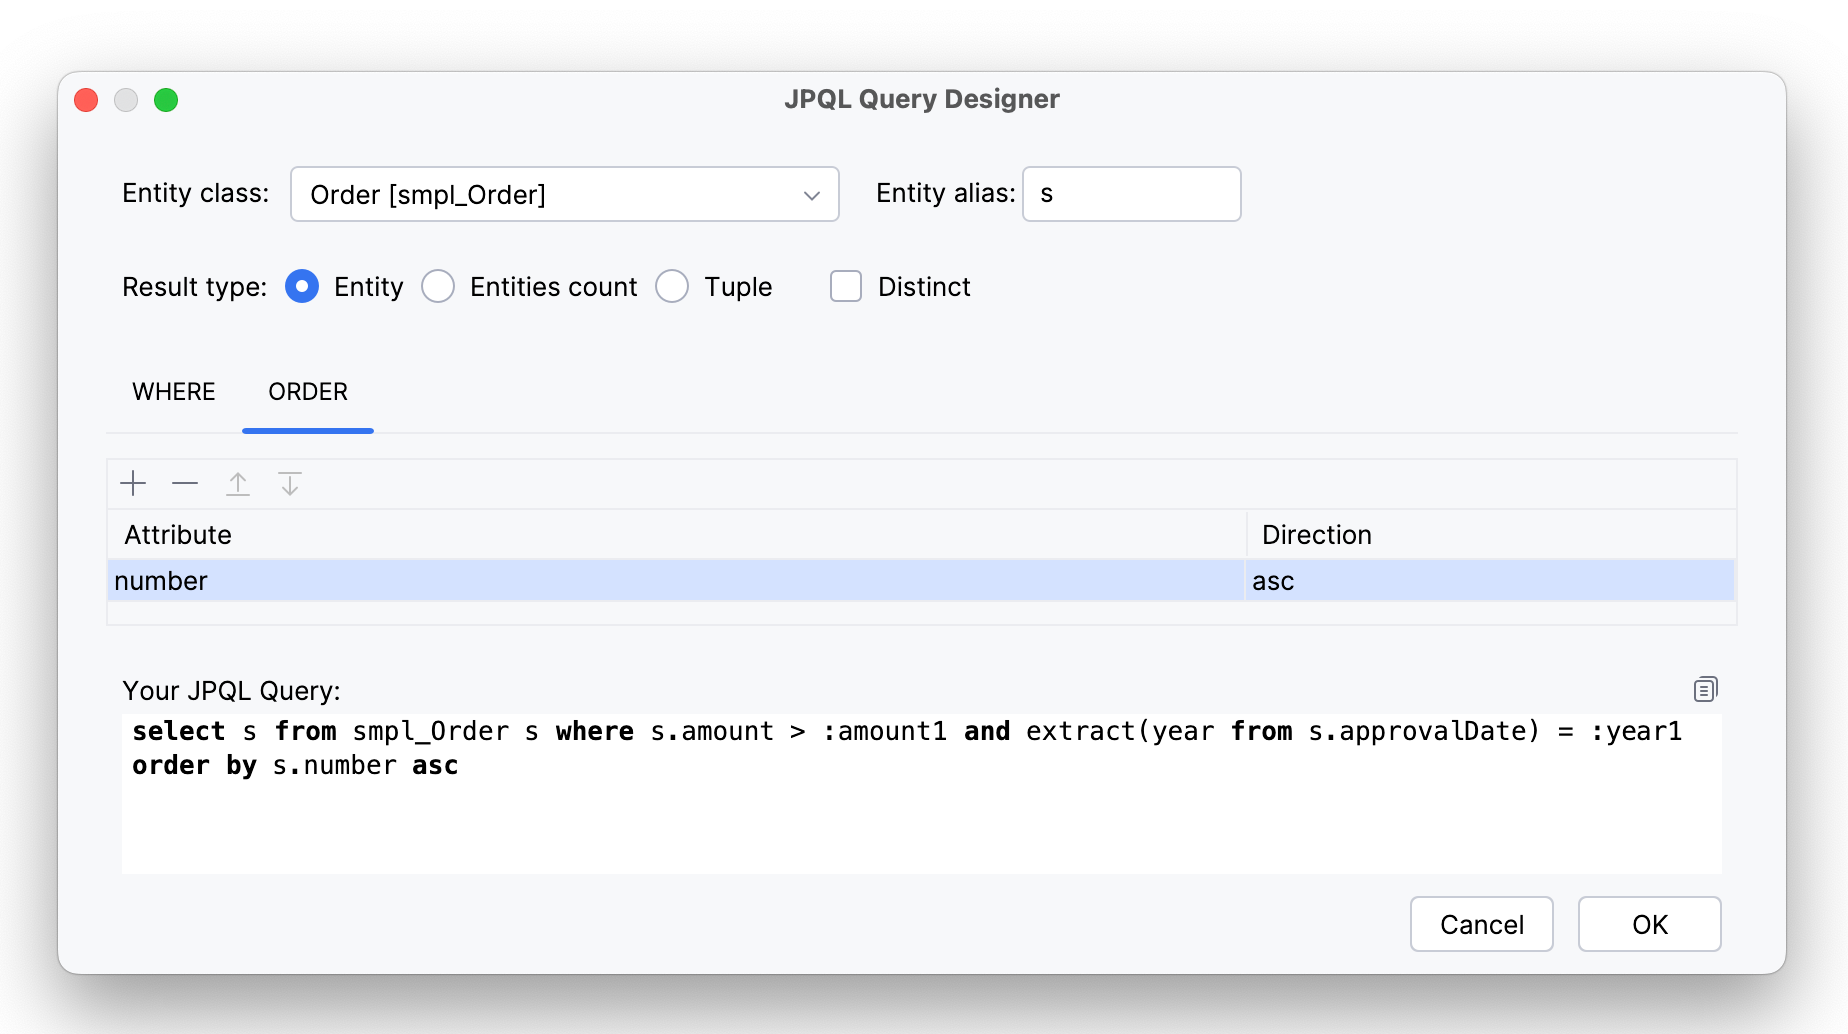 JPQL Query Designer
Entity class: Order [smpl_Order] Entity alias: s
Result type: Entity Entities count Tuple Distinct
WHERE ORDER
Attribute Direction
number asc
Your JPQL Query:
select s from smpl_Order s where s.amount > :amount1 and extract(year from s.approvalDate) = :year1
order by s.number asc
Cancel OK